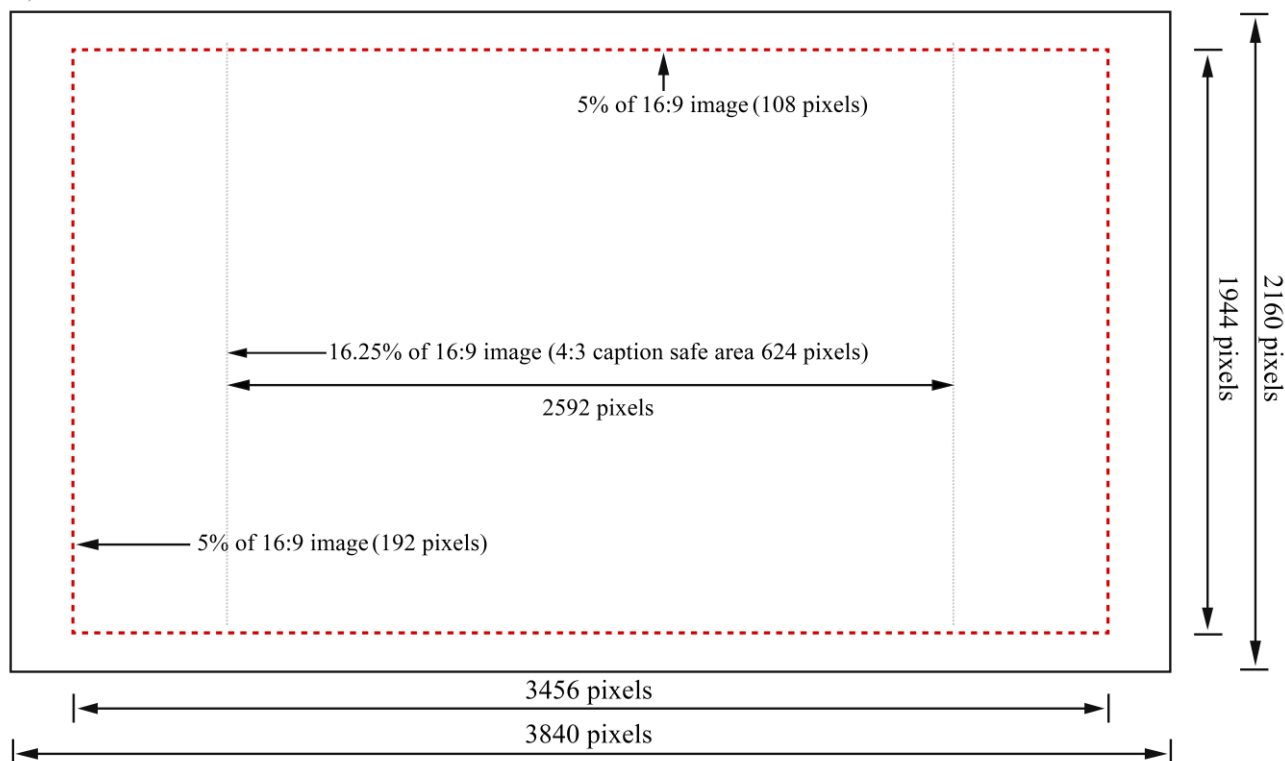 5% of 16:9 image (108 pixels)
1944 pixels
2160 pixels
16.25% of 16:9 image (4:3 caption safe area 624 pixels)
2592 pixels
5% of 16:9 image (192 pixels)
3456 pixels
3840 pixels